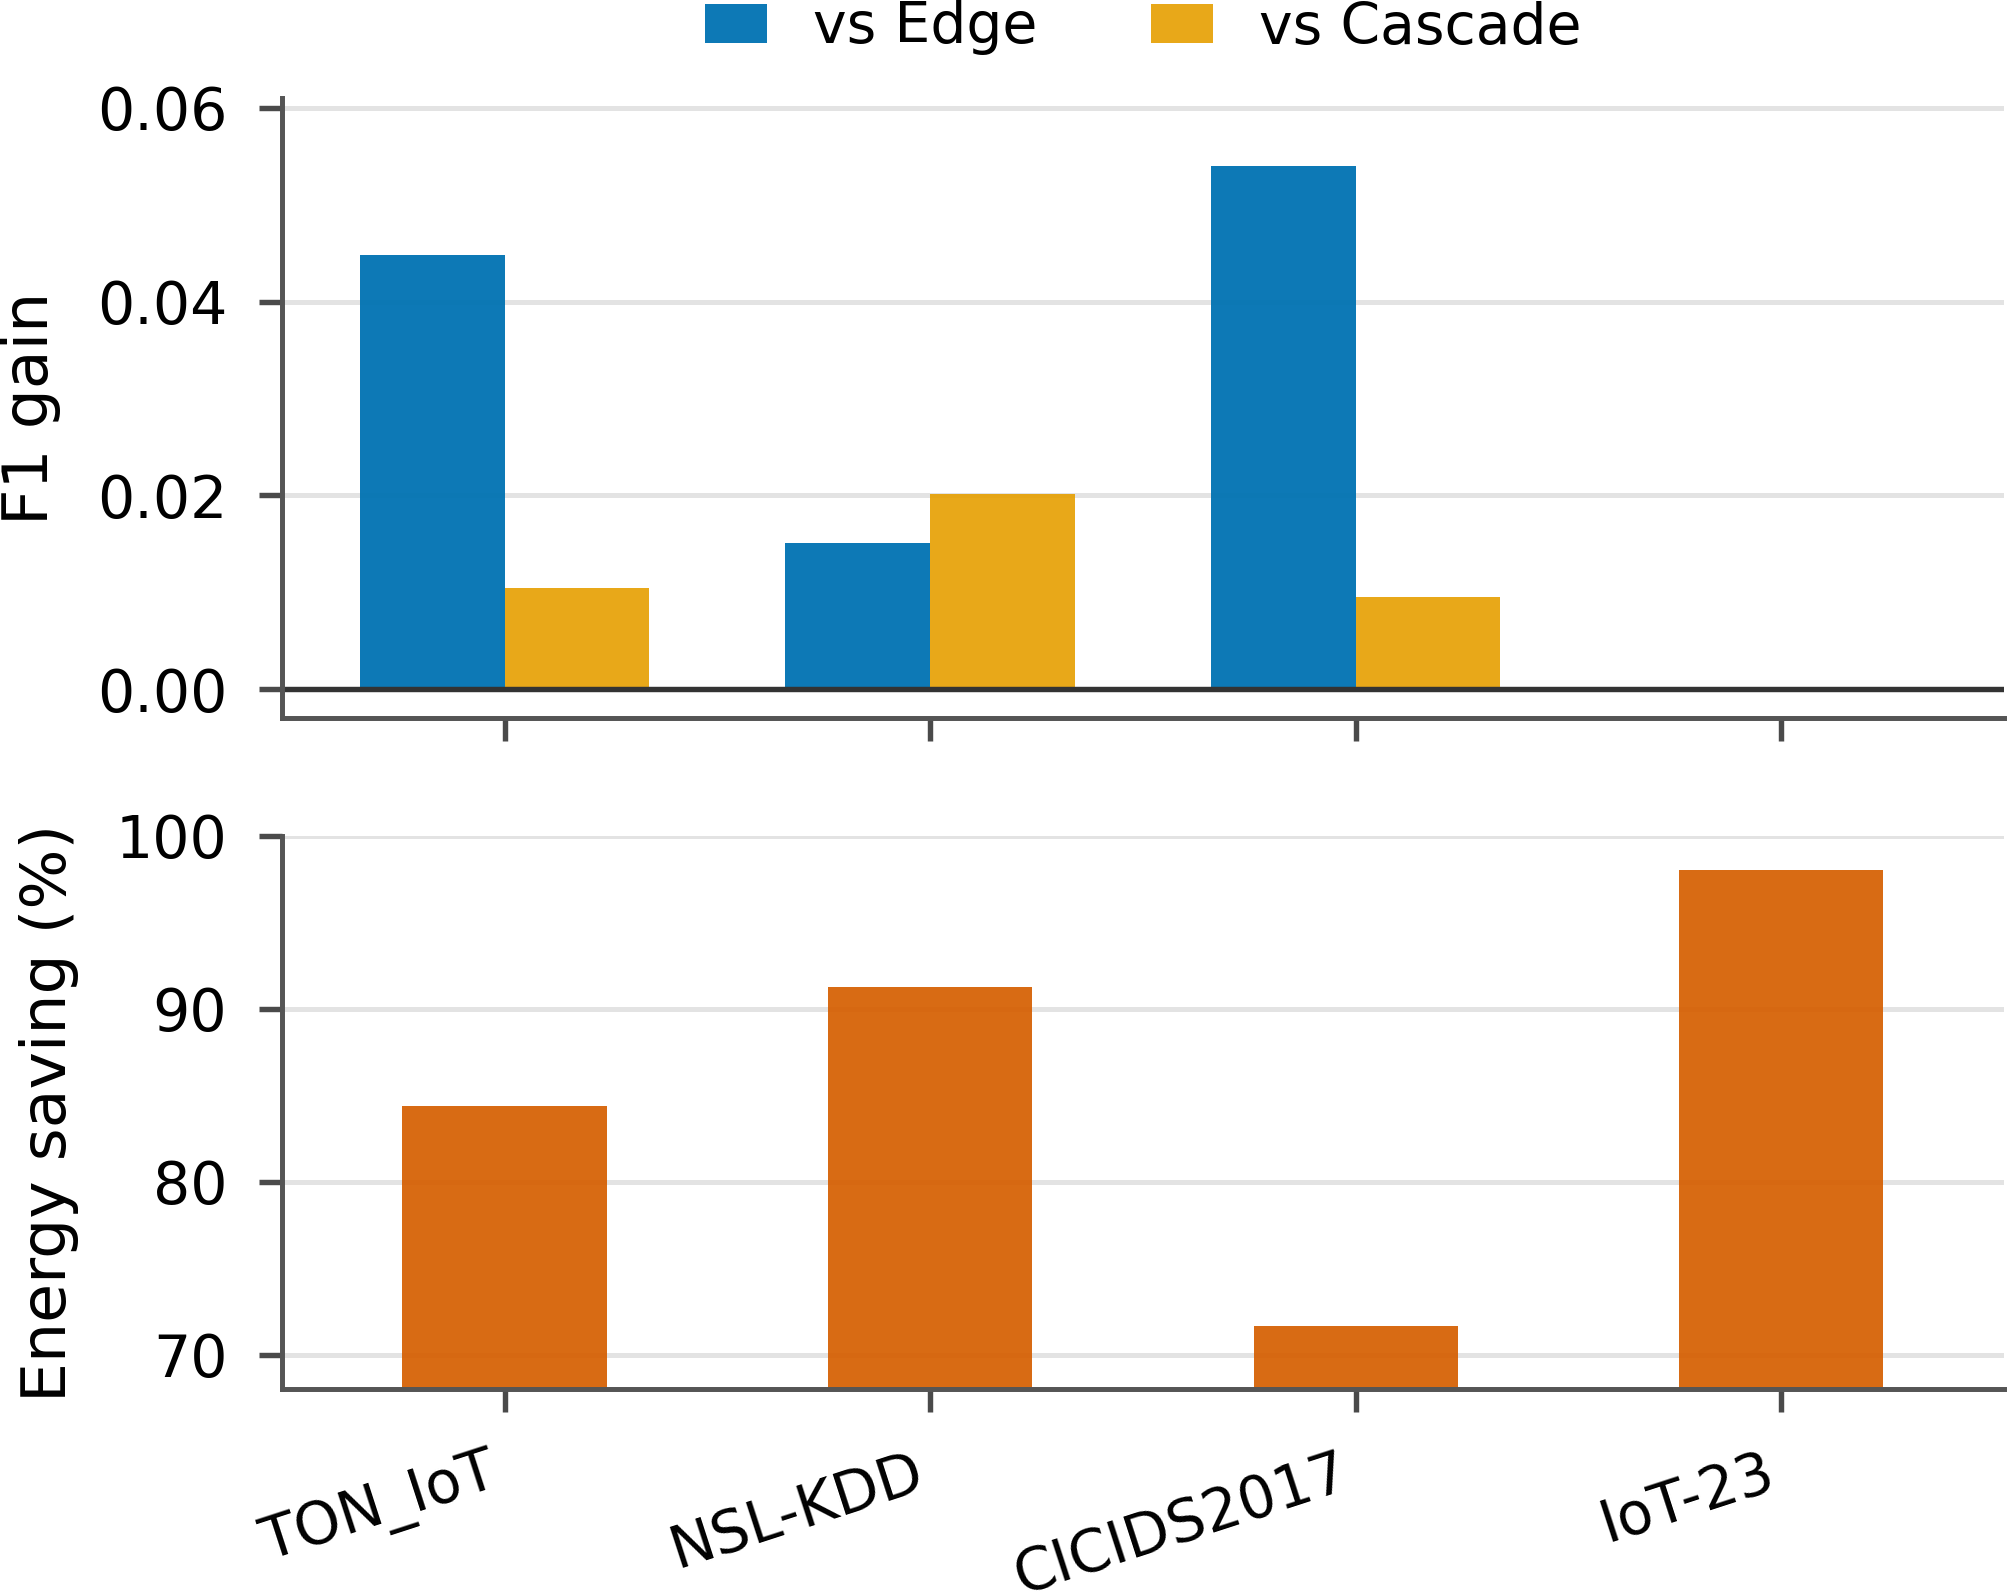 vs Edge vs Cascade
F1 gain
0.06
0.04
0.02
0.00
Energy saving (%)
100
90
80
70
TON_IoT NSL-KDD CICIDS2017 IoT-23